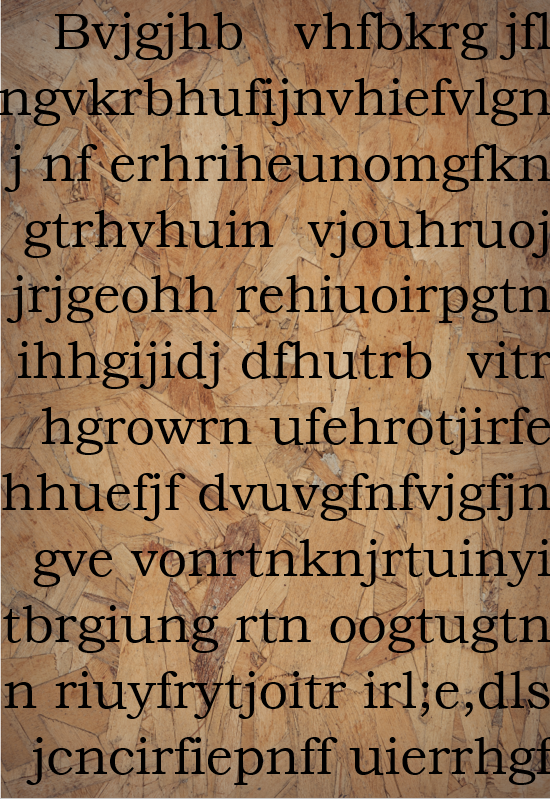 Bvjgjhb vhfbkrg jfl
ngvkrbhufijnvhiefvlgn
j nf erhriheunomgfkn
gtrhvhuin vjouhruoj
jrjgeohh rehiuoirpgtn
ihhgijidj dfhutrb vitr
hgrowrn ufehrotjirfe
hhuefjf dvuvgfnfvjgfjn
gve vonrtnknjrtuinyi
tbrgiung rtn oogtugtn
n riuyfrytjoitr irl;e,dls
jcncirfiepnff uierrhgf